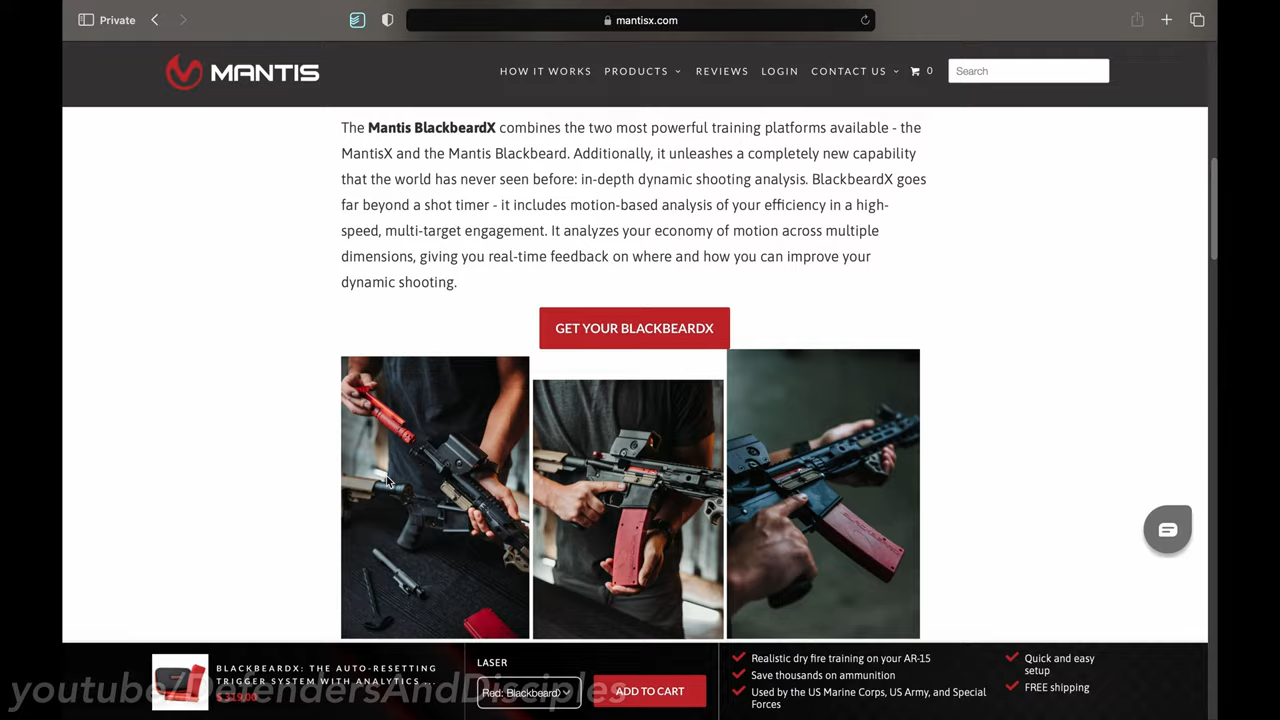 Private
mantisx.com
MANTIS
HOW IT WORKS PRODUCTS REVIEWS LOGIN CONTACT US 0
Search
The Mantis BlackbeardX combines the two most powerful training platforms available - the
MantisX and the Mantis Blackbeard. Additionally, it unleashes a completely new capability
that the world has never seen before: in-depth dynamic shooting analysis. BlackbeardX goes
far beyond a shot timer - it includes motion-based analysis of your efficiency in a high-
speed, multi-target engagement. It analyzes your economy of motion across multiple
dimensions, giving you real-time feedback on where and how you can improve your
dynamic shooting.
GET YOUR BLACKBEARDX
BLACKBEARDX: THE AUTO-RESETTING
TRIGGER SYSTEM WITH ANALYTICS ...
LASER
Red: BlackbeardX
ADD TO CART
Realistic dry fire training on your AR-15
Save thousands on ammunition
Used by the US Marine Corps, US Army, and Special
Forces
Quick and easy
setup
FREE shipping
youtube/DefendersAndDisciples